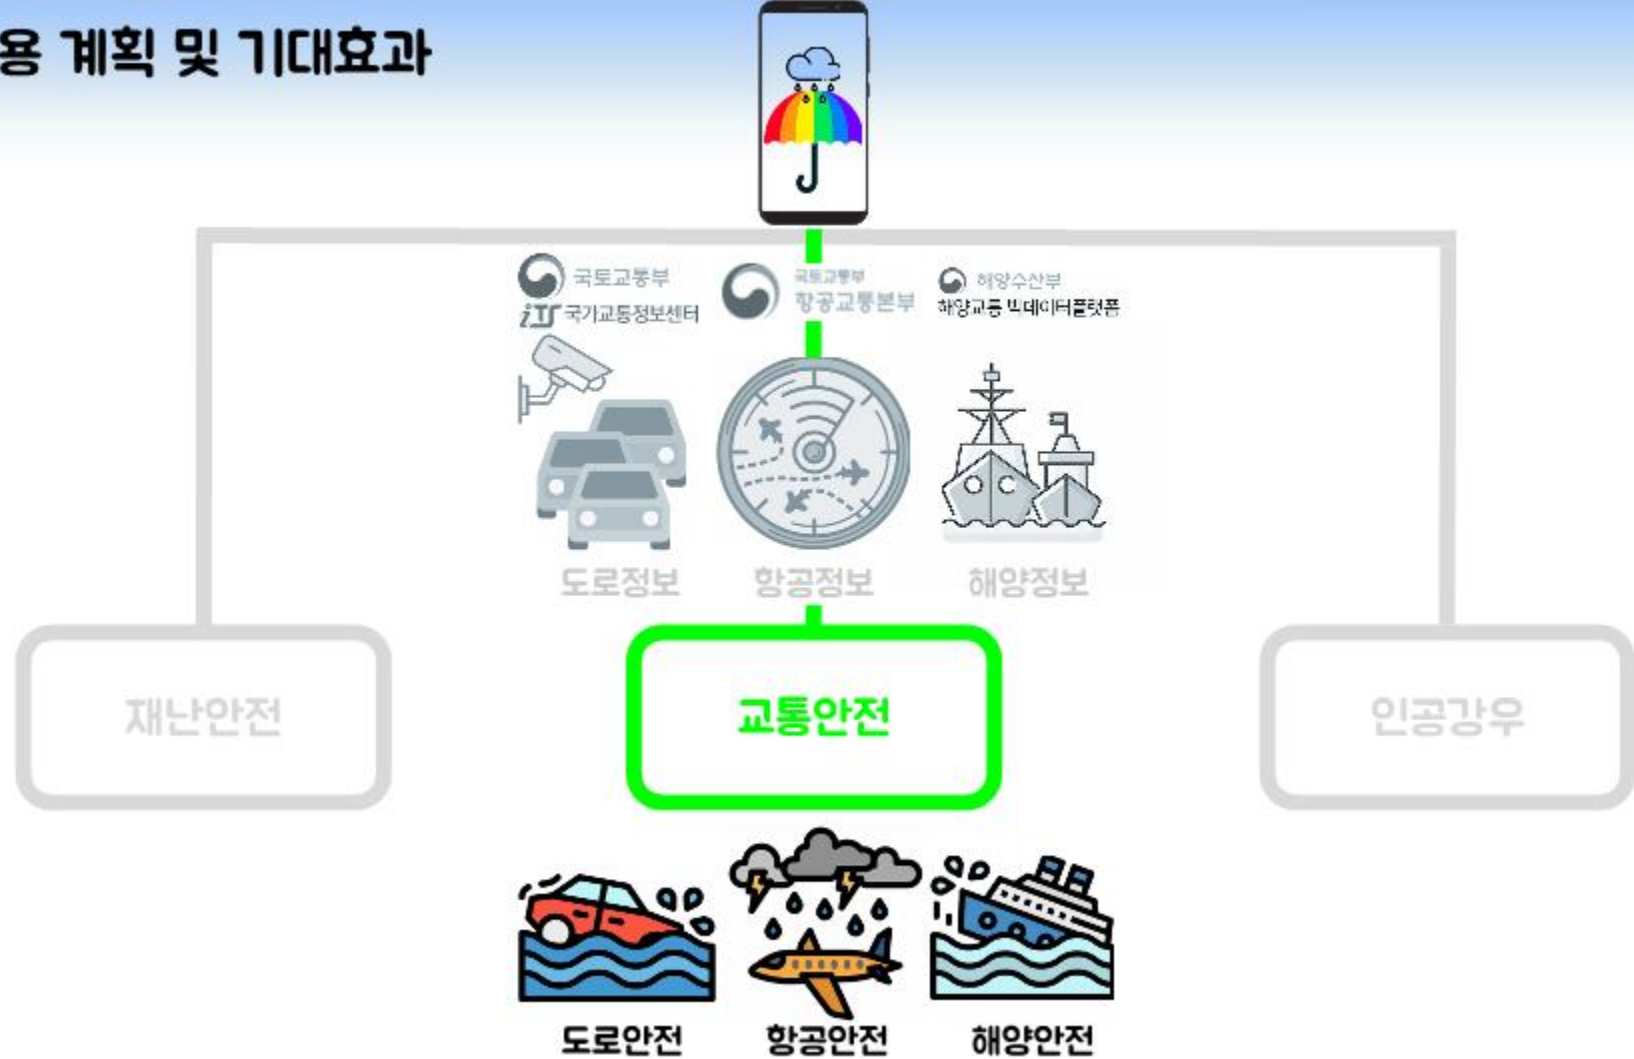 용 계획 및 기대효과
국토교통부
iTS 국가교통정보센터
국토교통부
항공교통본부
해양수산부
해양교통 빅데이터플랫폼
도로정보
항공정보
해양정보
재난안전
교통안전
인공강우
도로안전
항공안전
해양안전